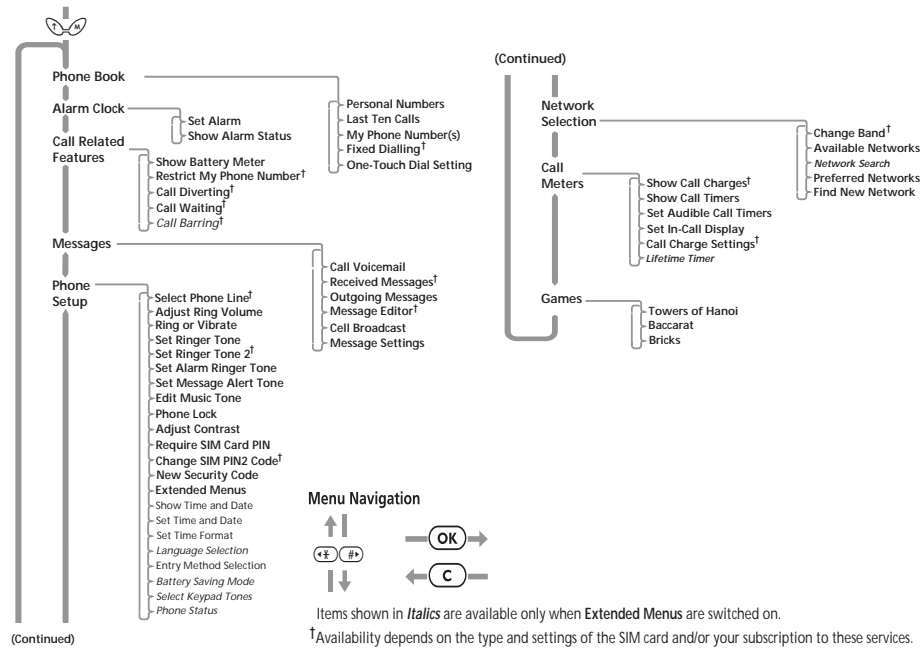 ↑ M
Phone Book
Personal Numbers
Last Ten Calls
My Phone Number(s)
Fixed Dialling†
One-Touch Dial Setting
Alarm Clock
Set Alarm
Show Alarm Status
Call Related
Features
Show Battery Meter
Restrict My Phone Number†
Call Diverting†
Call Waiting†
Call Barring†
Messages
Call Voicemail
Received Messages†
Outgoing Messages
Message Editor†
Cell Broadcast
Message Settings
Phone
Setup
Select Phone Line†
Adjust Ring Volume
Ring or Vibrate
Set Ringer Tone
Set Ringer Tone 2†
Set Alarm Ringer Tone
Set Message Alert Tone
Edit Music Tone
Phone Lock
Adjust Contrast
Require SIM Card PIN
Change SIM PIN2 Code†
New Security Code
Extended Menus
Show Time and Date
Set Time and Date
Set Time Format
Language Selection
Entry Method Selection
Battery Saving Mode
Select Keypad Tones
Phone Status
(Continued)
(Continued)
Network
Selection
Change Band†
Available Networks
Network Search
Preferred Networks
Find New Network
Call
Meters
Show Call Charges†
Show Call Timers
Set Audible Call Timers
Set In-Call Display
Call Charge Settings†
Lifetime Timer
Games
Towers of Hanoi
Baccarat
Bricks
Menu Navigation
* #
OK
C
Items shown in Italics are available only when Extended Menus are switched on.
†Availability depends on the type and settings of the SIM card and/or your subscription to these services.